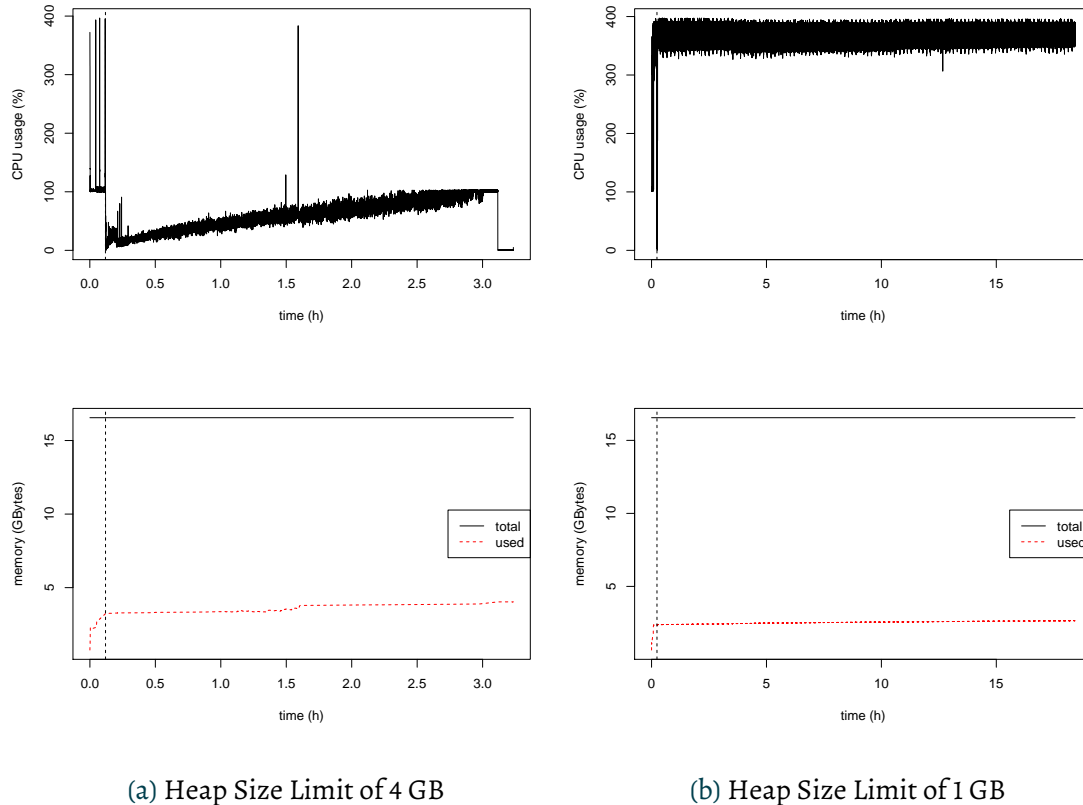 CPU usage (%)
0
100
200
300
400
0.0 0.5 1.0 1.5 2.0 2.5 3.0
time (h)
CPU usage (%)
0
100
200
300
400
0 5 10 15
time (h)
memory (GBytes)
5
10
15
total
used
0.0 0.5 1.0 1.5 2.0 2.5 3.0
time (h)
memory (GBytes)
5
10
15
total
used
0 5 10 15
time (h)
(a) Heap Size Limit of 4 GB
(b) Heap Size Limit of 1 GB